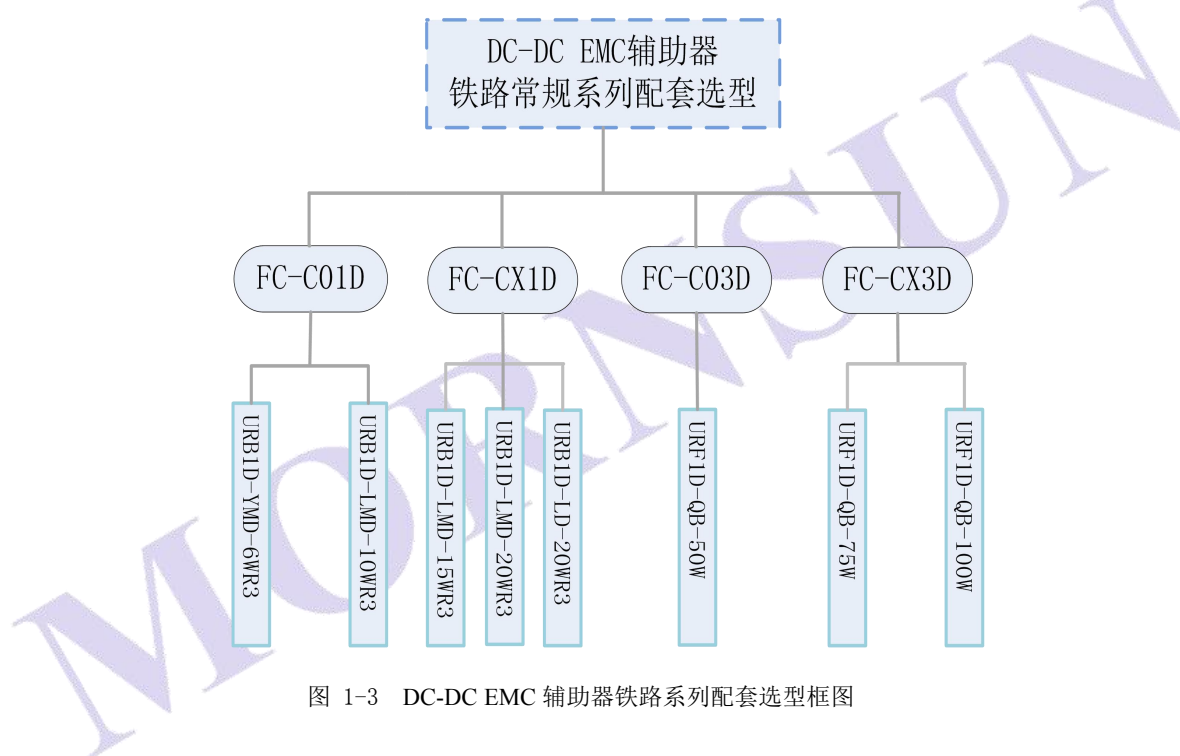 DC-DC EMC辅助器
铁路常规系列配套选型
FC-C01D
FC-CX1D
FC-C03D
FC-CX3D
URB1D-YMD-6WR3
URB1D-LMD-10WR3
URB1D-LMD-15WR3
URB1D-LMD-20WR3
URB1D-LD-20WR3
URF1D-QB-50W
URF1D-QB-75W
URF1D-QB-100W
图 1-3 DC-DC EMC 辅助器铁路系列配套选型框图
MORNSUN